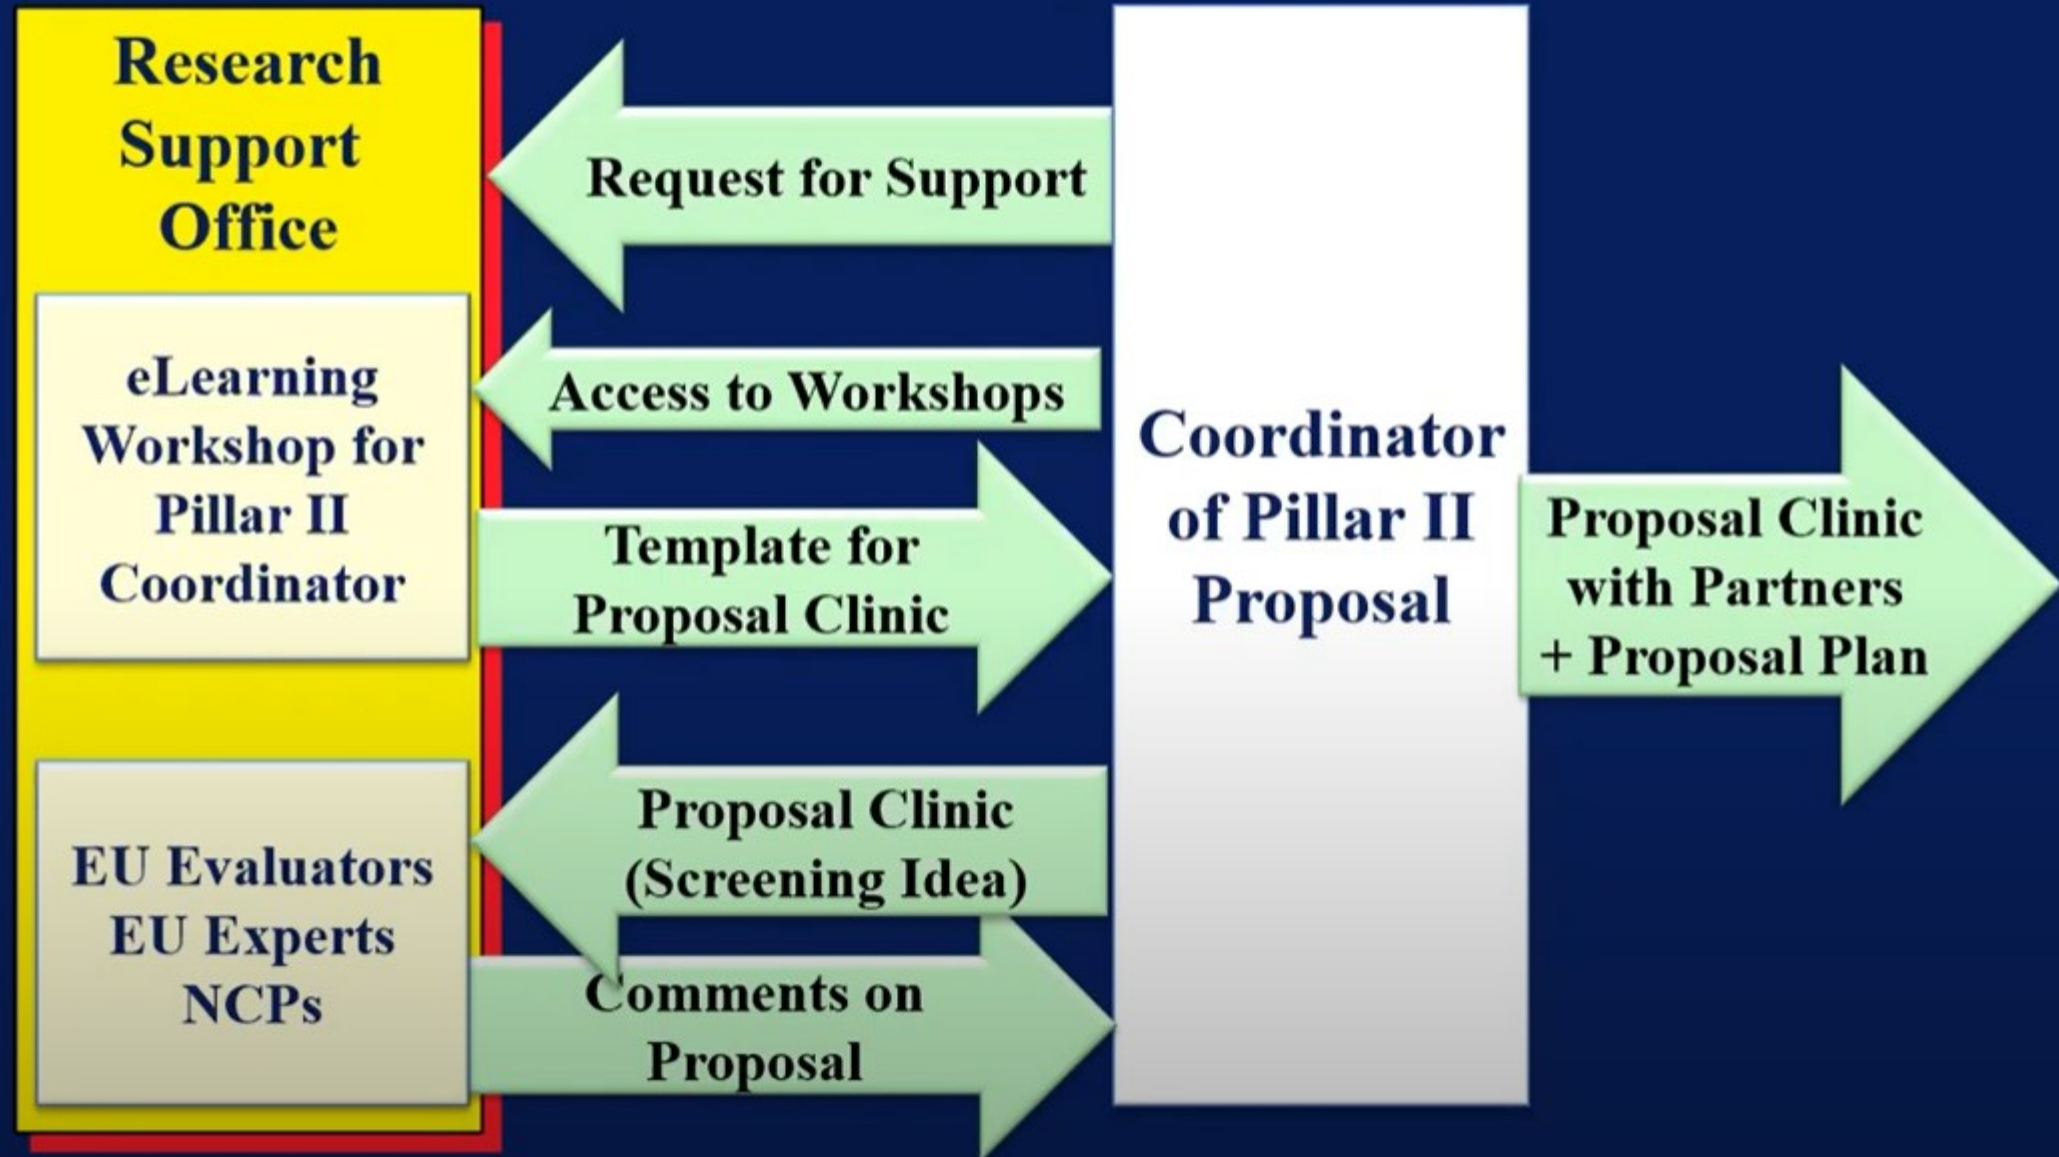 Research
Support
Office
eLearning
Workshop for
Pillar II
Coordinator
EU Evaluators
EU Experts
NCPs
Request for Support
Access to Workshops
Template for
Proposal Clinic
Proposal Clinic
(Screening Idea)
Comments on
Proposal
Coordinator
of Pillar II
Proposal
Proposal Clinic
with Partners
+ Proposal Plan